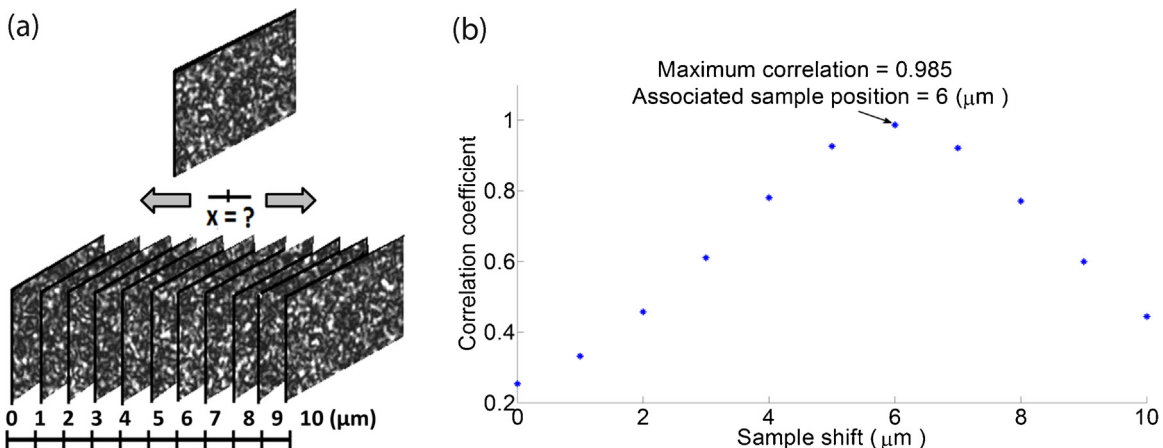 (a)
x = ?
0 1 2 3 4 5 6 7 8 9 10 (μm)
(b)
Maximum correlation = 0.985
Associated sample position = 6 (μm )
Correlation coefficient
1
0.8
0.6
0.4
0.2
0 2 4 6 8 10
Sample shift ( μm )